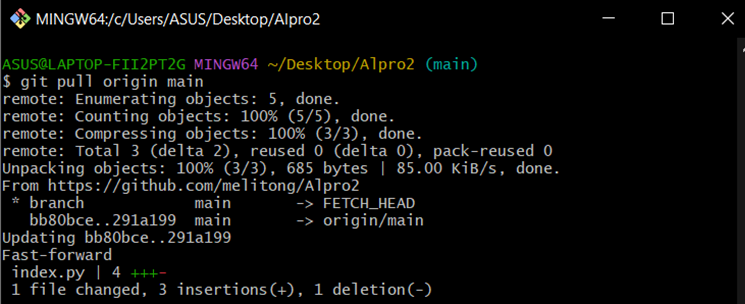 MINGW64:/c/Users/ASUS/Desktop/Alpro2
ASUS@LAPTOP-FII2PT2G MINGW64 ~/Desktop/Alpro2 (main)
$ git pull origin main
remote: Enumerating objects: 5, done.
remote: Counting objects: 100% (5/5), done.
remote: Compressing objects: 100% (3/3), done.
remote: Total 3 (delta 2), reused 0 (delta 0), pack-reused 0
Unpacking objects: 100% (3/3), 685 bytes | 85.00 KiB/s, done.
From https://github.com/melitong/Alpro2
 * branch            main       -> FETCH_HEAD
   bb80bce..291a199  main       -> origin/main
Updating bb80bce..291a199
Fast-forward
 index.py | 4 +++-
 1 file changed, 3 insertions(+), 1 deletion(-)